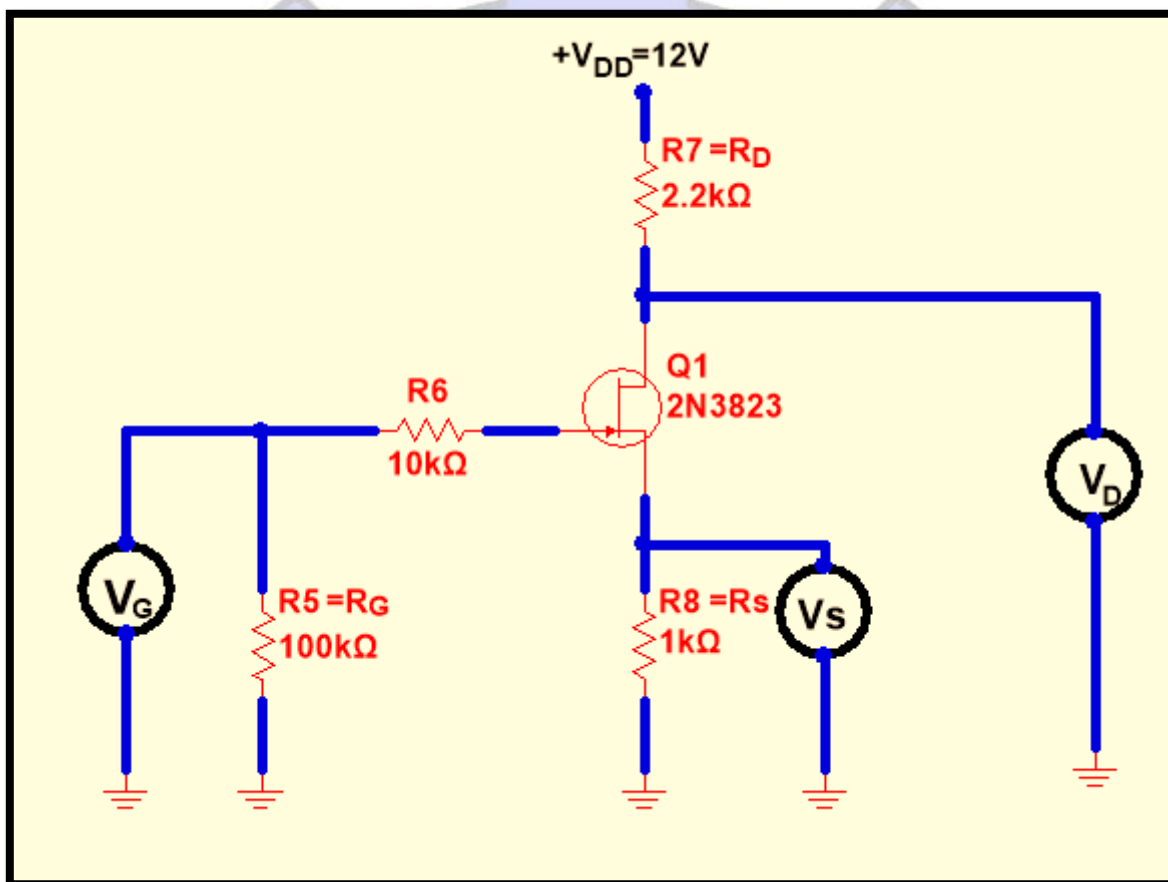 +VDD=12V
R7 =RD
2.2kΩ
Q1
2N3823
R6
10kΩ
VD
VG
R5 =RG
100kΩ
R8 =Rs
1kΩ
Vs